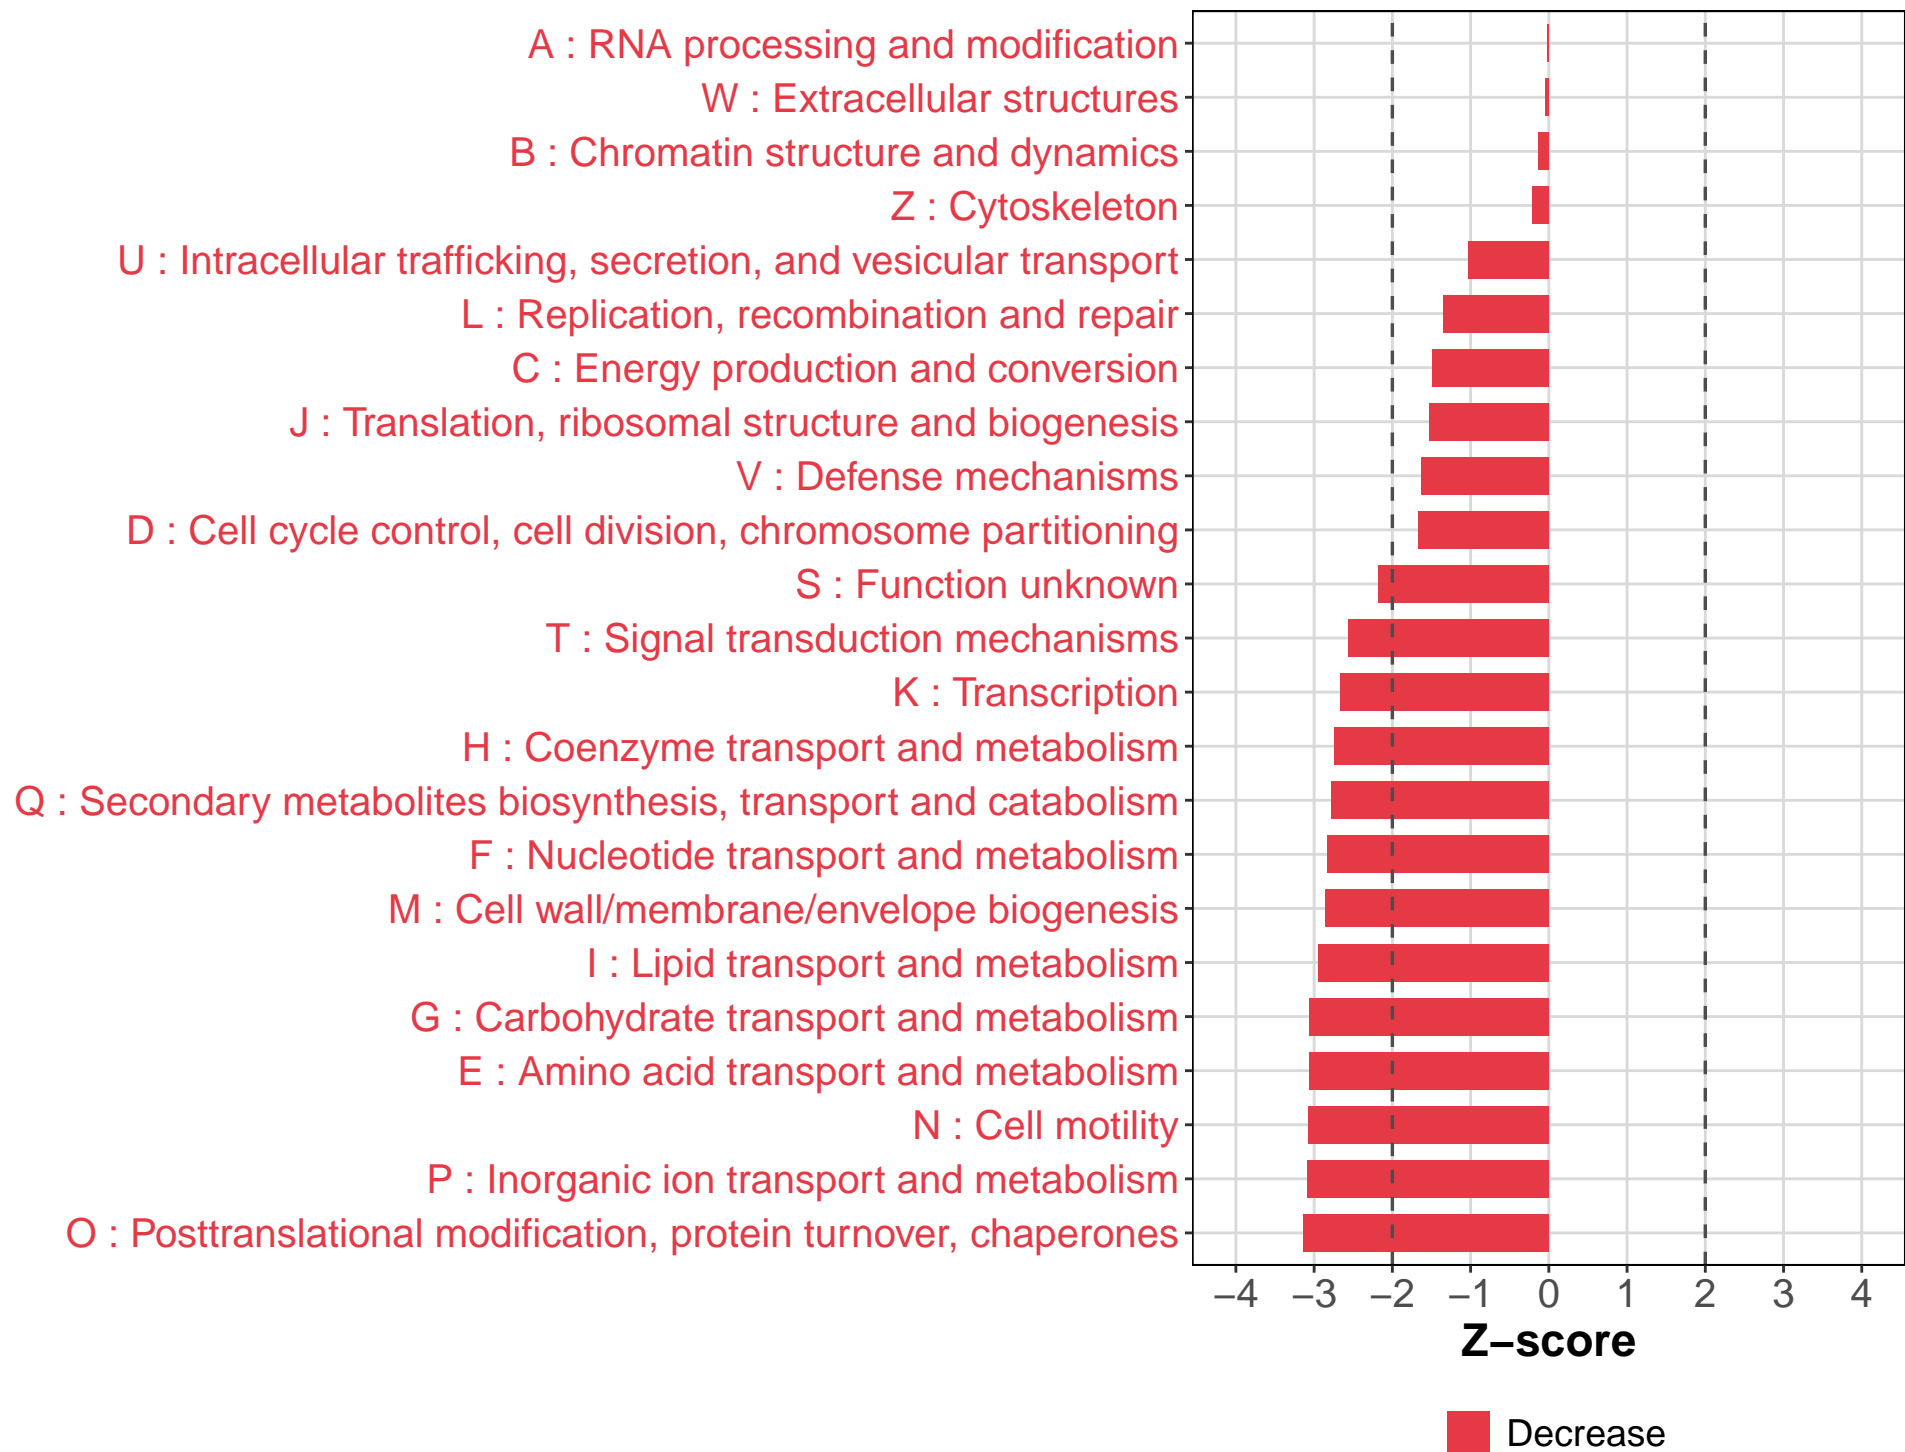 A : RNA processing and modification
W : Extracellular structures
B : Chromatin structure and dynamics
Z : Cytoskeleton
U : Intracellular trafficking, secretion, and vesicular transport
L : Replication, recombination and repair
C : Energy production and conversion
J : Translation, ribosomal structure and biogenesis
V : Defense mechanisms
D : Cell cycle control, cell division, chromosome partitioning
S : Function unknown
T : Signal transduction mechanisms
K : Transcription
H : Coenzyme transport and metabolism
Q : Secondary metabolites biosynthesis, transport and catabolism
F : Nucleotide transport and metabolism
M : Cell wall/membrane/envelope biogenesis
I : Lipid transport and metabolism
G : Carbohydrate transport and metabolism
E : Amino acid transport and metabolism
N : Cell motility
P : Inorganic ion transport and metabolism
O : Posttranslational modification, protein turnover, chaperones
−4 −3 −2 −1 0 1 2 3 4
Z−score
Decrease